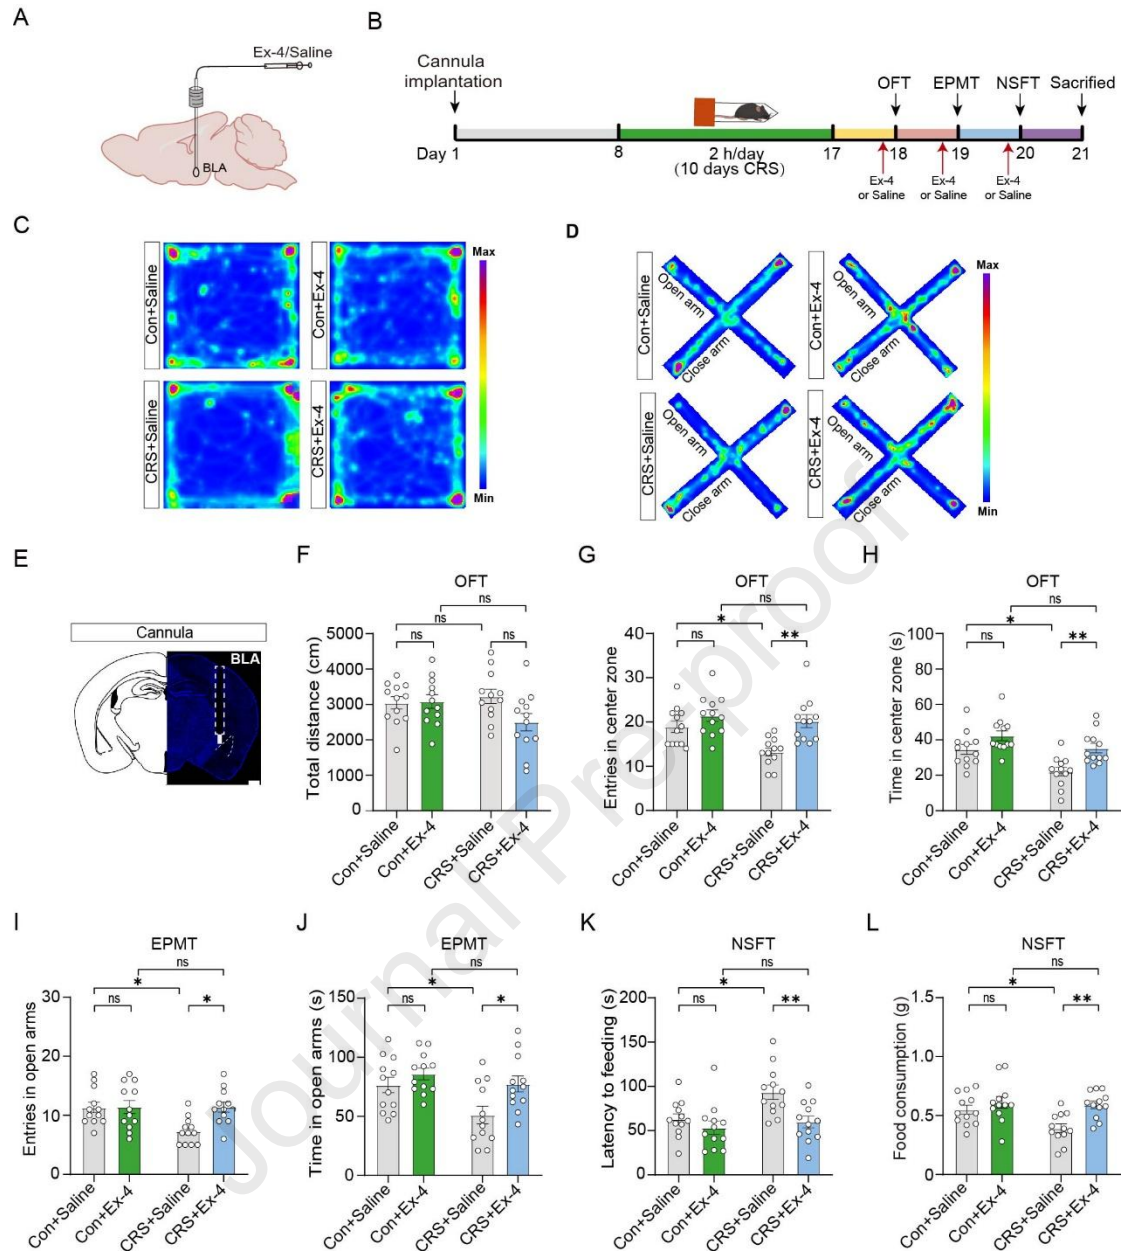 A
Ex-4/Saline
BLA
B
Cannula
implantation
OFT
EPMT
NSFT
Sacrified
Day 1
8
2 h/day
(10 days CRS)
17
18
19
20
21
Ex-4
or Saline
Ex-4
or Saline
Ex-4
or Saline
C
Con+Saline
Con+Ex-4
CRS+Saline
CRS+Ex-4
Max
Min
D
Con+Saline
Open arm
Close arm
Con+Ex-4
Open arm
Close arm
CRS+Saline
Open arm
Close arm
CRS+Ex-4
Open arm
Close arm
Max
Min
E
Cannula
BLA
F
OFT
ns
ns
ns
ns
Total distance (cm)
5000
4000
3000
2000
1000
0
Con+Saline
Con+Ex-4
CRS+Saline
CRS+Ex-4
G
OFT
ns
*
ns
**
Entries in center zone
40
30
20
10
0
Con+Saline
Con+Ex-4
CRS+Saline
CRS+Ex-4
H
OFT
ns
*
ns
**
Time in center zone (s)
100
80
60
40
20
0
Con+Saline
Con+Ex-4
CRS+Saline
CRS+Ex-4
I
EPMT
ns
*
ns
*
Entries in open arms
30
20
10
0
Con+Saline
Con+Ex-4
CRS+Saline
CRS+Ex-4
J
EPMT
ns
*
ns
*
Time in open arms (s)
150
100
50
0
Con+Saline
Con+Ex-4
CRS+Saline
CRS+Ex-4
K
NSFT
ns
*
ns
**
Latency to feeding (s)
200
150
100
50
0
Con+Saline
Con+Ex-4
CRS+Saline
CRS+Ex-4
L
NSFT
ns
*
ns
**
Food consumption (g)
1.5
1.0
0.5
0.0
Con+Saline
Con+Ex-4
CRS+Saline
CRS+Ex-4
Journal Pre-proof